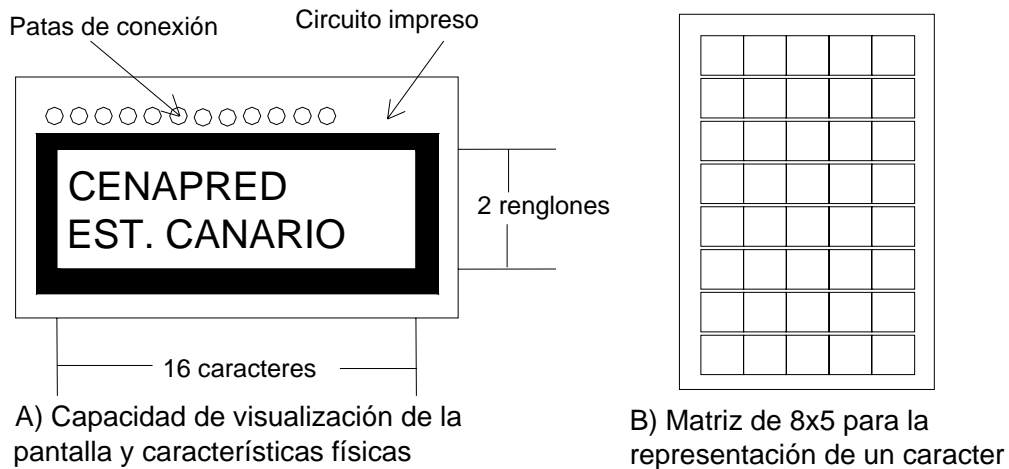 Patas de conexión
Circuito impreso
CENAPRED
EST. CANARIO
2 renglones
16 caracteres
A) Capacidad de visualización de la
pantalla y características físicas
B) Matriz de 8x5 para la
representación de un caracter